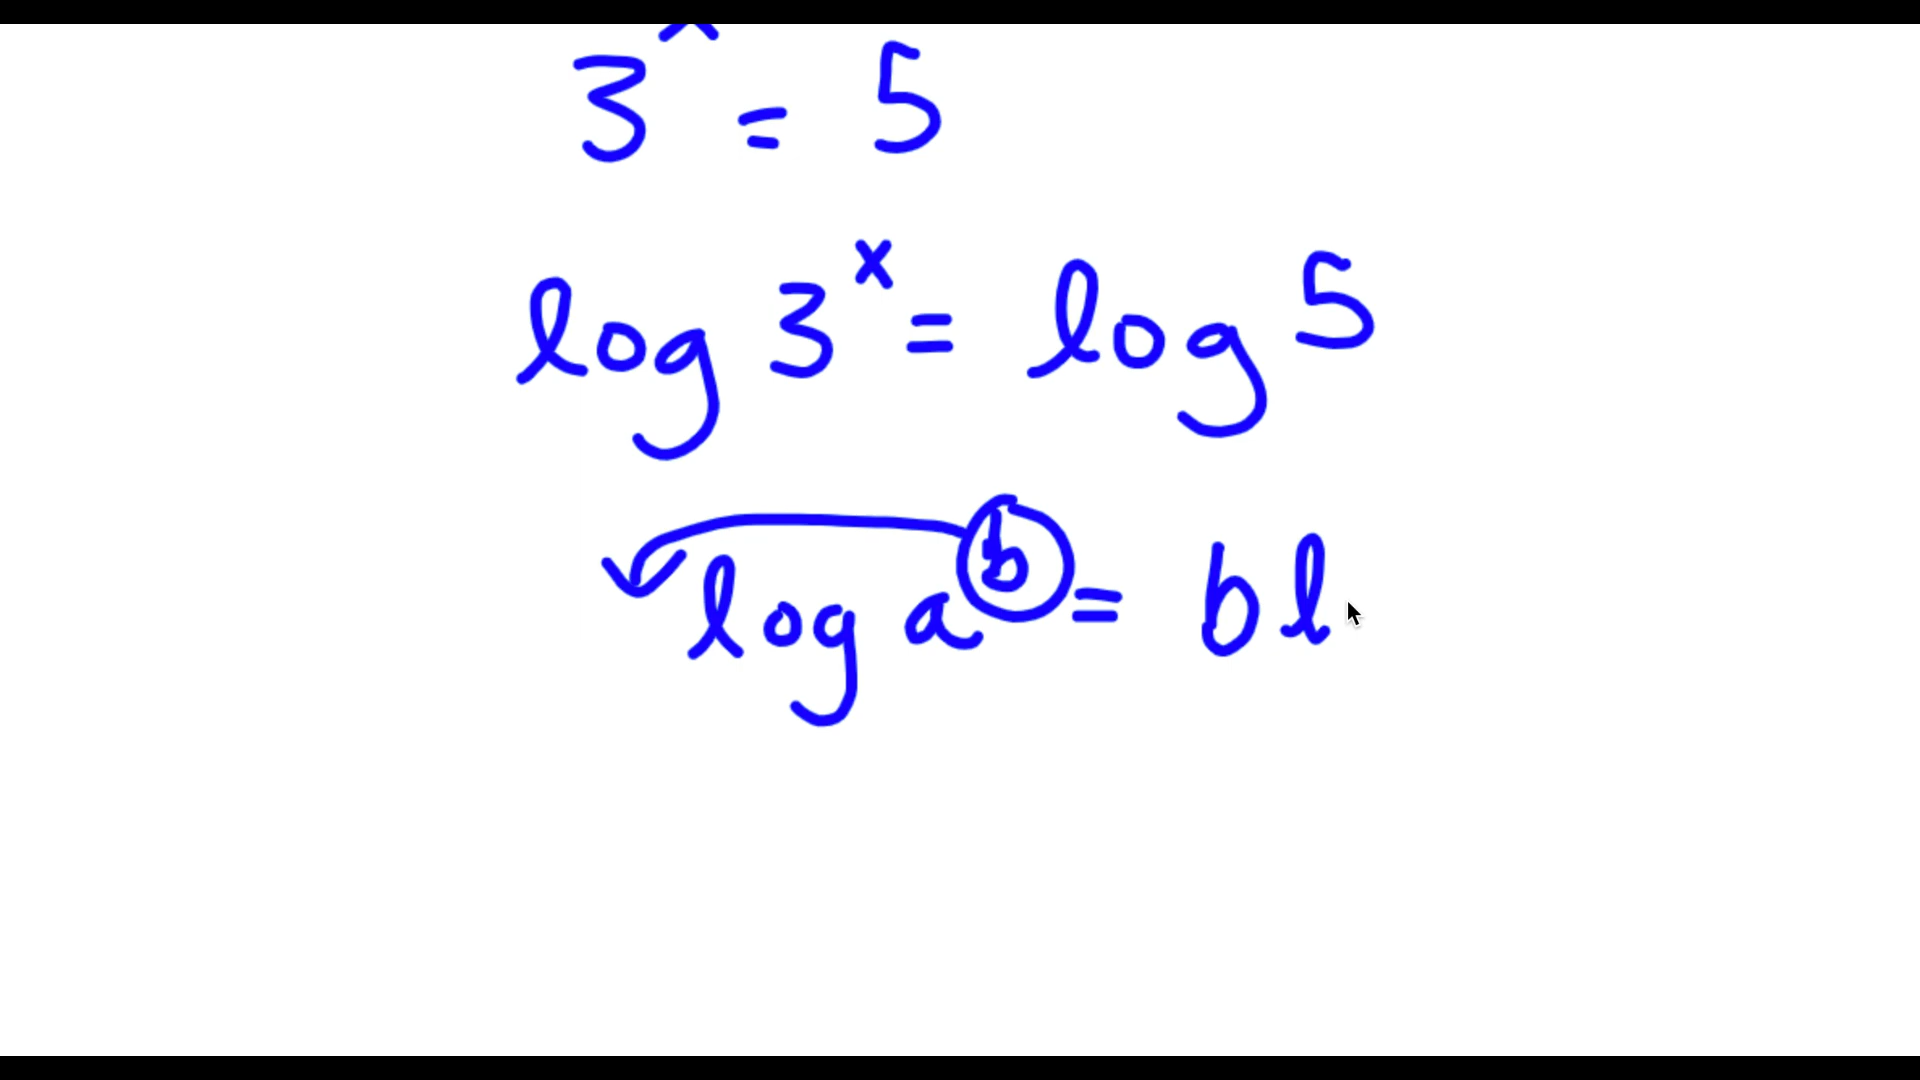 3^x = 5
log 3^x = log 5
log a^b = b l